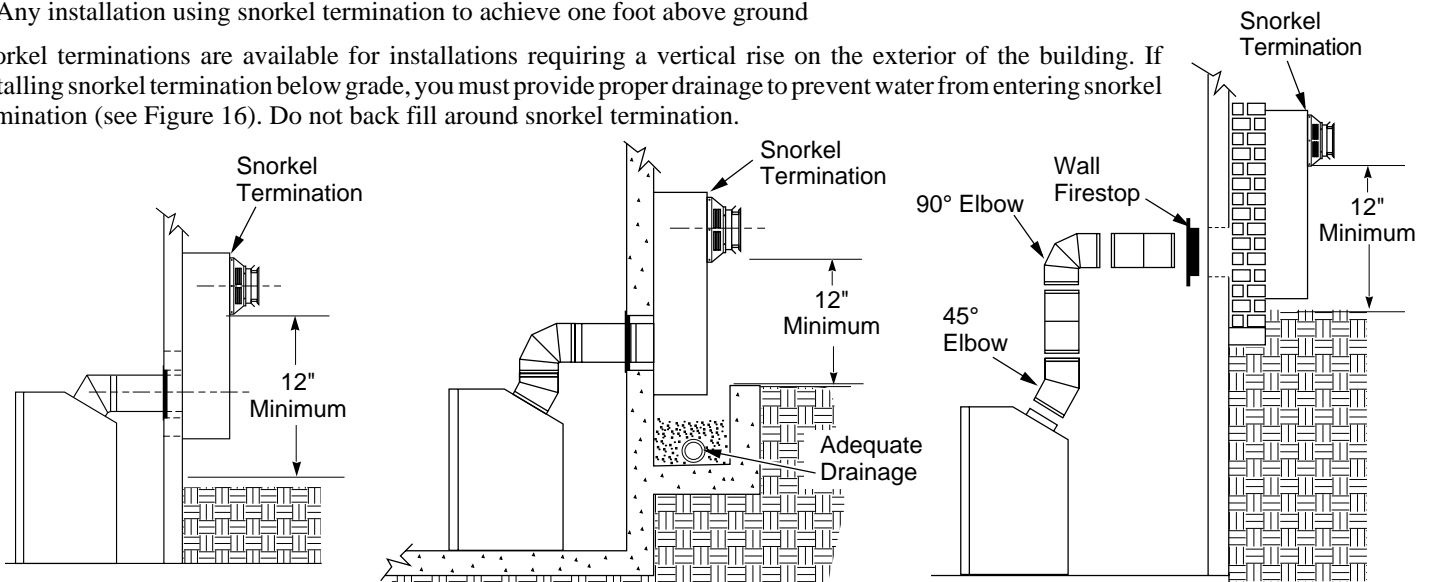 Any installation using snorkel termination to achieve one foot above ground
orkel terminations are available for installations requiring a vertical rise on the exterior of the building. If
talling snorkel termination below grade, you must provide proper drainage to prevent water from entering snorkel
mination (see Figure 16). Do not back fill around snorkel termination.
Snorkel
Termination
12"
Minimum
Snorkel
Termination
12"
Minimum
Adequate
Drainage
Snorkel
Termination
Wall
Firestop
90° Elbow
45°
Elbow
12"
Minimum